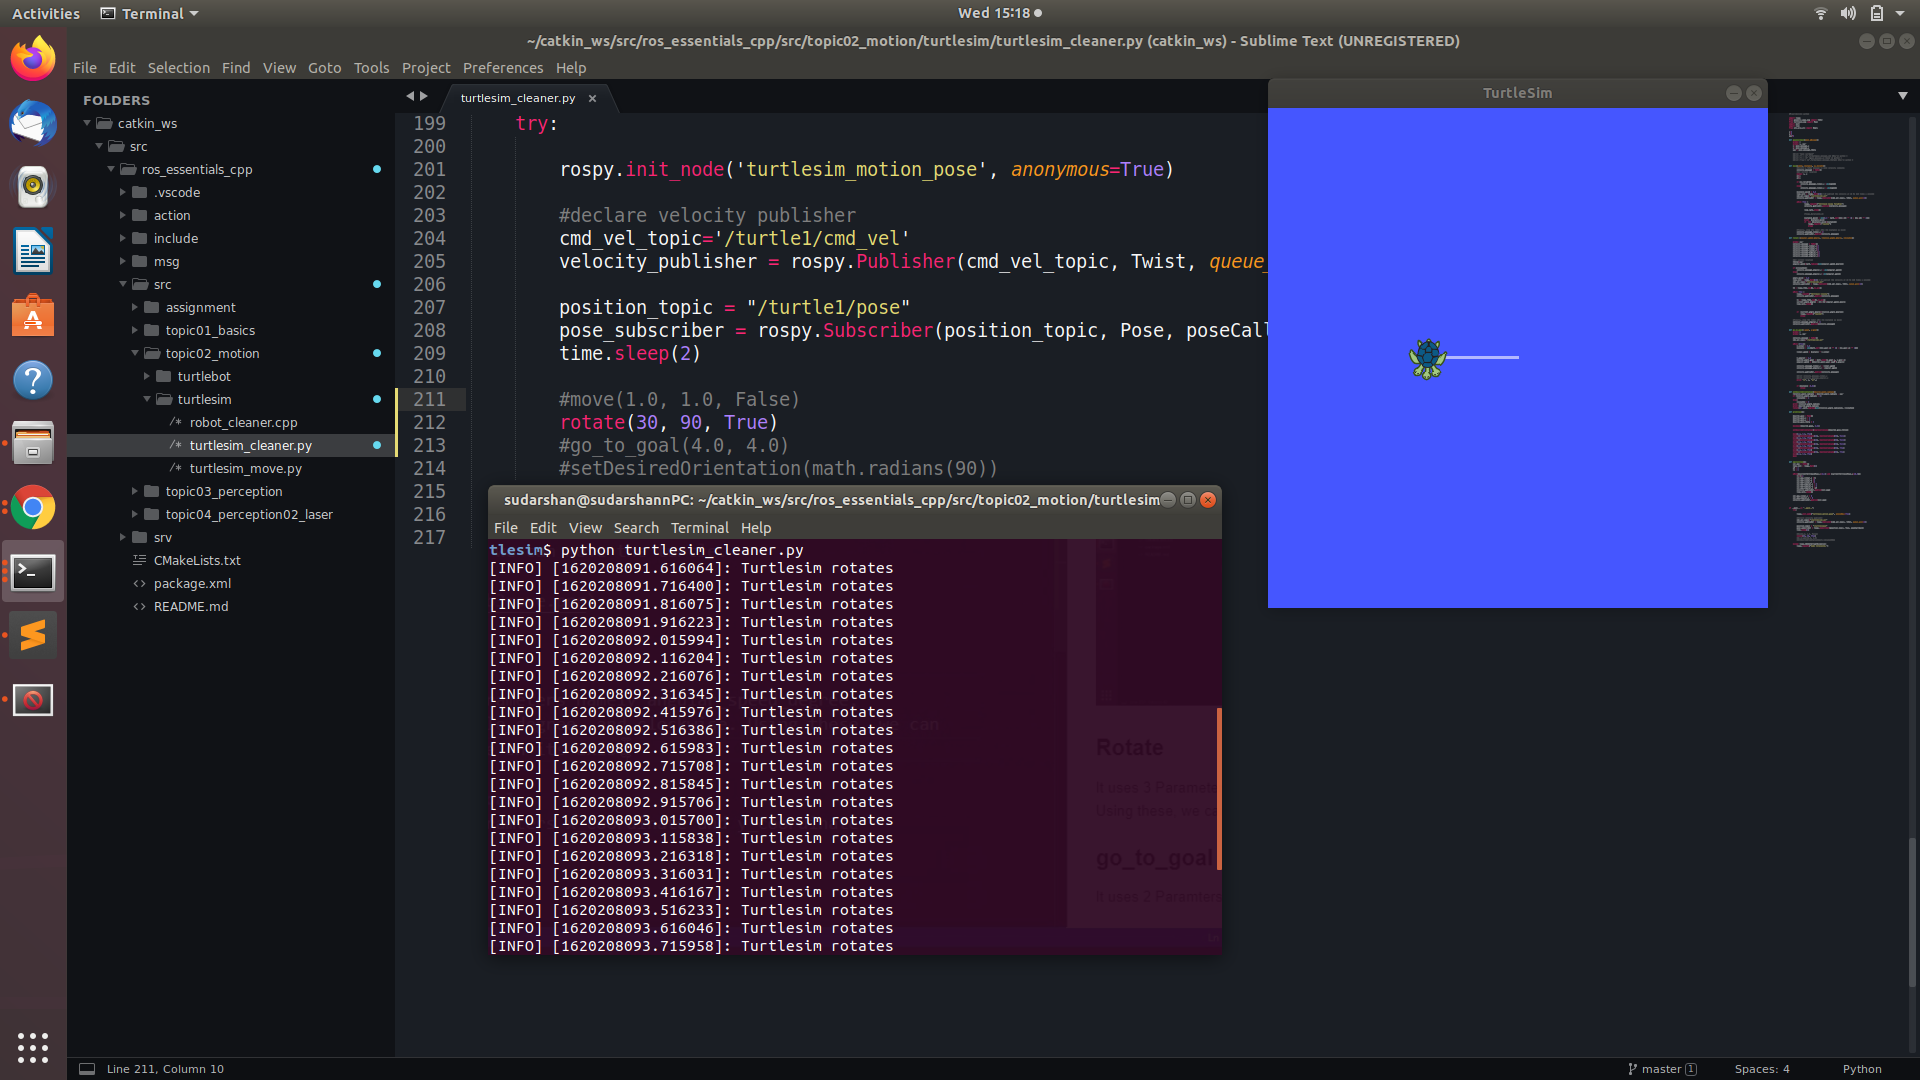 Activities
Terminal
Wed 15:18
~/catkin_ws/src/ros_essentials_cpp/src/topic02_motion/turtlesim/turtlesim_cleaner.py (catkin_ws) - Sublime Text (UNREGISTERED)
File Edit Selection Find View Goto Tools Project Preferences Help
FOLDERS
catkin_ws
src
ros_essentials_cpp
.vscode
action
include
msg
src
assignment
topic01_basics
topic02_motion
turtlebot
turtlesim
/* robot_cleaner.cpp
/* turtlesim_cleaner.py
/* turtlesim_move.py
topic03_perception
topic04_perception02_laser
srv
CMakeLists.txt
<> package.xml
<> README.md
turtlesim_cleaner.py
199 try:
200
201 rospy.init_node('turtlesim_motion_pose', anonymous=True)
202
203 #declare velocity publisher
204 cmd_vel_topic='/turtle1/cmd_vel'
205 velocity_publisher = rospy.Publisher(cmd_vel_topic, Twist, queue_
206
207 position_topic = "/turtle1/pose"
208 pose_subscriber = rospy.Subscriber(position_topic, Pose, poseCal
209 time.sleep(2)
210
211 #move(1.0, 1.0, False)
212 rotate(30, 90, True)
213 #go_to_goal(4.0, 4.0)
214 #setDesiredOrientation(math.radians(90))
215
216
217
TurtleSim
sudarshan@sudarshannPC: ~/catkin_ws/src/ros_essentials_cpp/src/topic02_motion/turtlesim
File Edit View Search Terminal Help
tlesim$ python turtlesim_cleaner.py
[INFO] [1620208091.616064]: Turtlesim rotates
[INFO] [1620208091.716400]: Turtlesim rotates
[INFO] [1620208091.816075]: Turtlesim rotates
[INFO] [1620208091.916223]: Turtlesim rotates
[INFO] [1620208092.015994]: Turtlesim rotates
[INFO] [1620208092.116204]: Turtlesim rotates
[INFO] [1620208092.216076]: Turtlesim rotates
[INFO] [1620208092.316345]: Turtlesim rotates
[INFO] [1620208092.415976]: Turtlesim rotates
[INFO] [1620208092.516386]: Turtlesim rotates
[INFO] [1620208092.615983]: Turtlesim rotates
[INFO] [1620208092.715708]: Turtlesim rotates
[INFO] [1620208092.815845]: Turtlesim rotates
[INFO] [1620208092.915706]: Turtlesim rotates
[INFO] [1620208093.015700]: Turtlesim rotates
[INFO] [1620208093.115838]: Turtlesim rotates
[INFO] [1620208093.216318]: Turtlesim rotates
[INFO] [1620208093.316031]: Turtlesim rotates
[INFO] [1620208093.416167]: Turtlesim rotates
[INFO] [1620208093.516233]: Turtlesim rotates
[INFO] [1620208093.616046]: Turtlesim rotates
[INFO] [1620208093.715958]: Turtlesim rotates
can
Rotate
It uses 3 Paramete
Using these, we c
go_to_goal
It uses 2 Parameters
Line 211, Column 10
master 1
Spaces: 4
Python